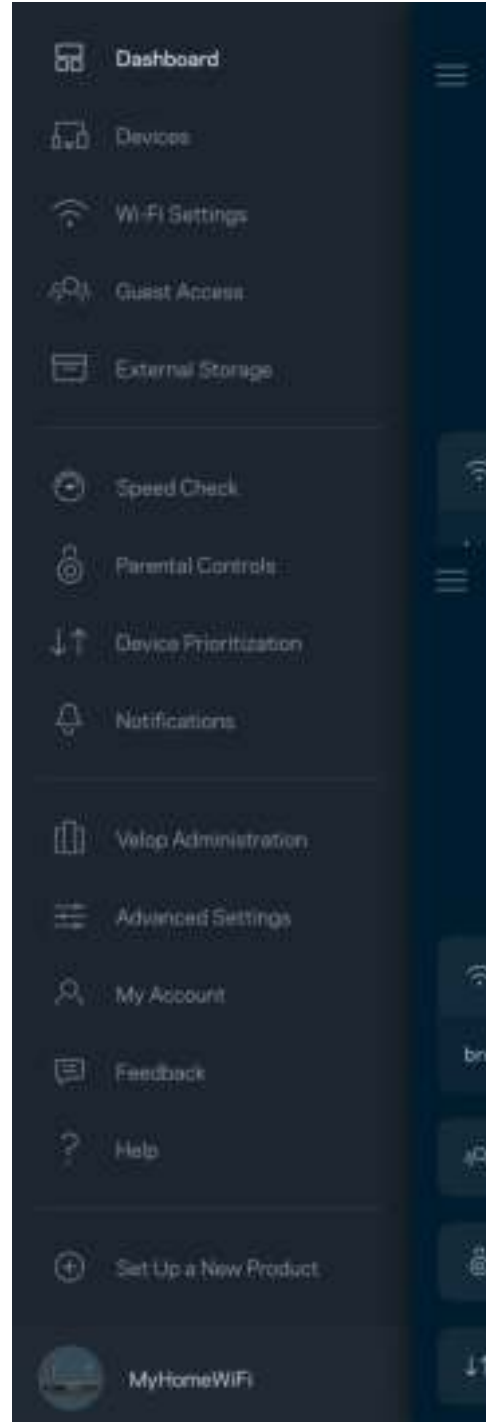 Dashboard
Devices
Wi-Fi Settings
Guest Access
External Storage
Speed Check
Parental Controls
Device Prioritization
Notifications
Velop Administration
Advanced Settings
My Account
Feedback
br
Help
Set Up a New Product
MyHomeWiFi